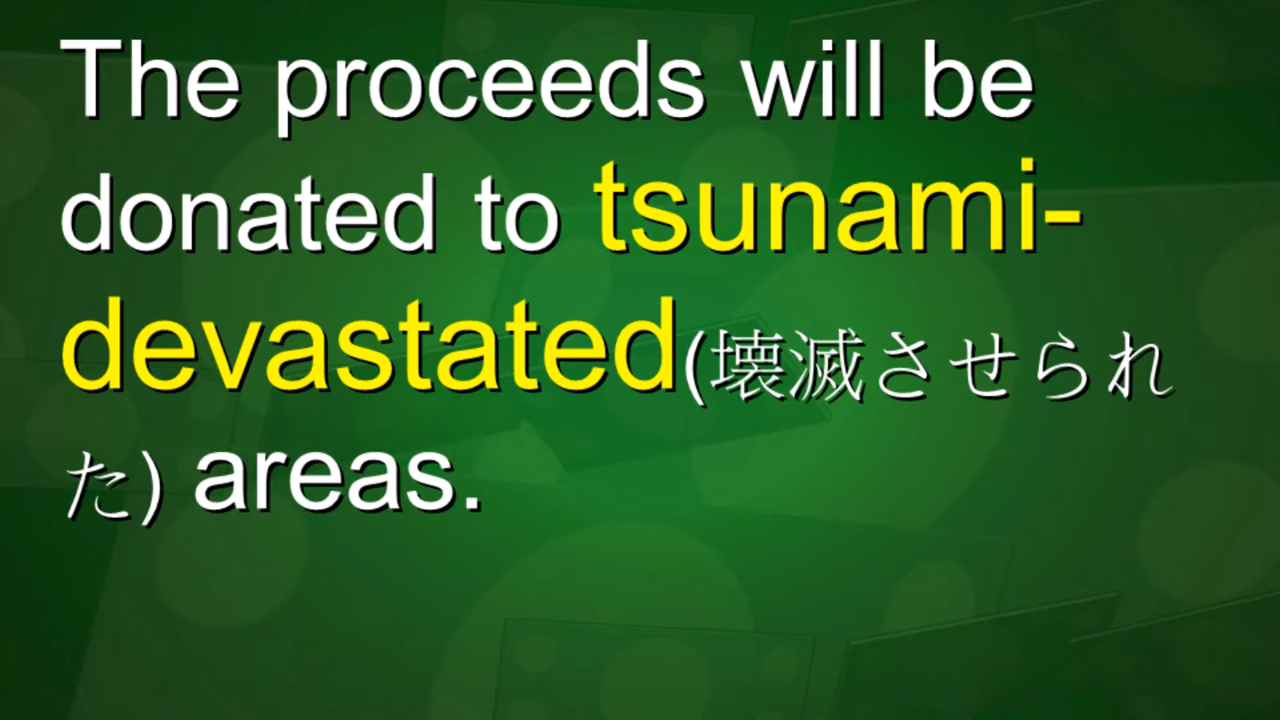 The proceeds will be
donated to tsunami-
devastated(壊滅させられ
た) areas.